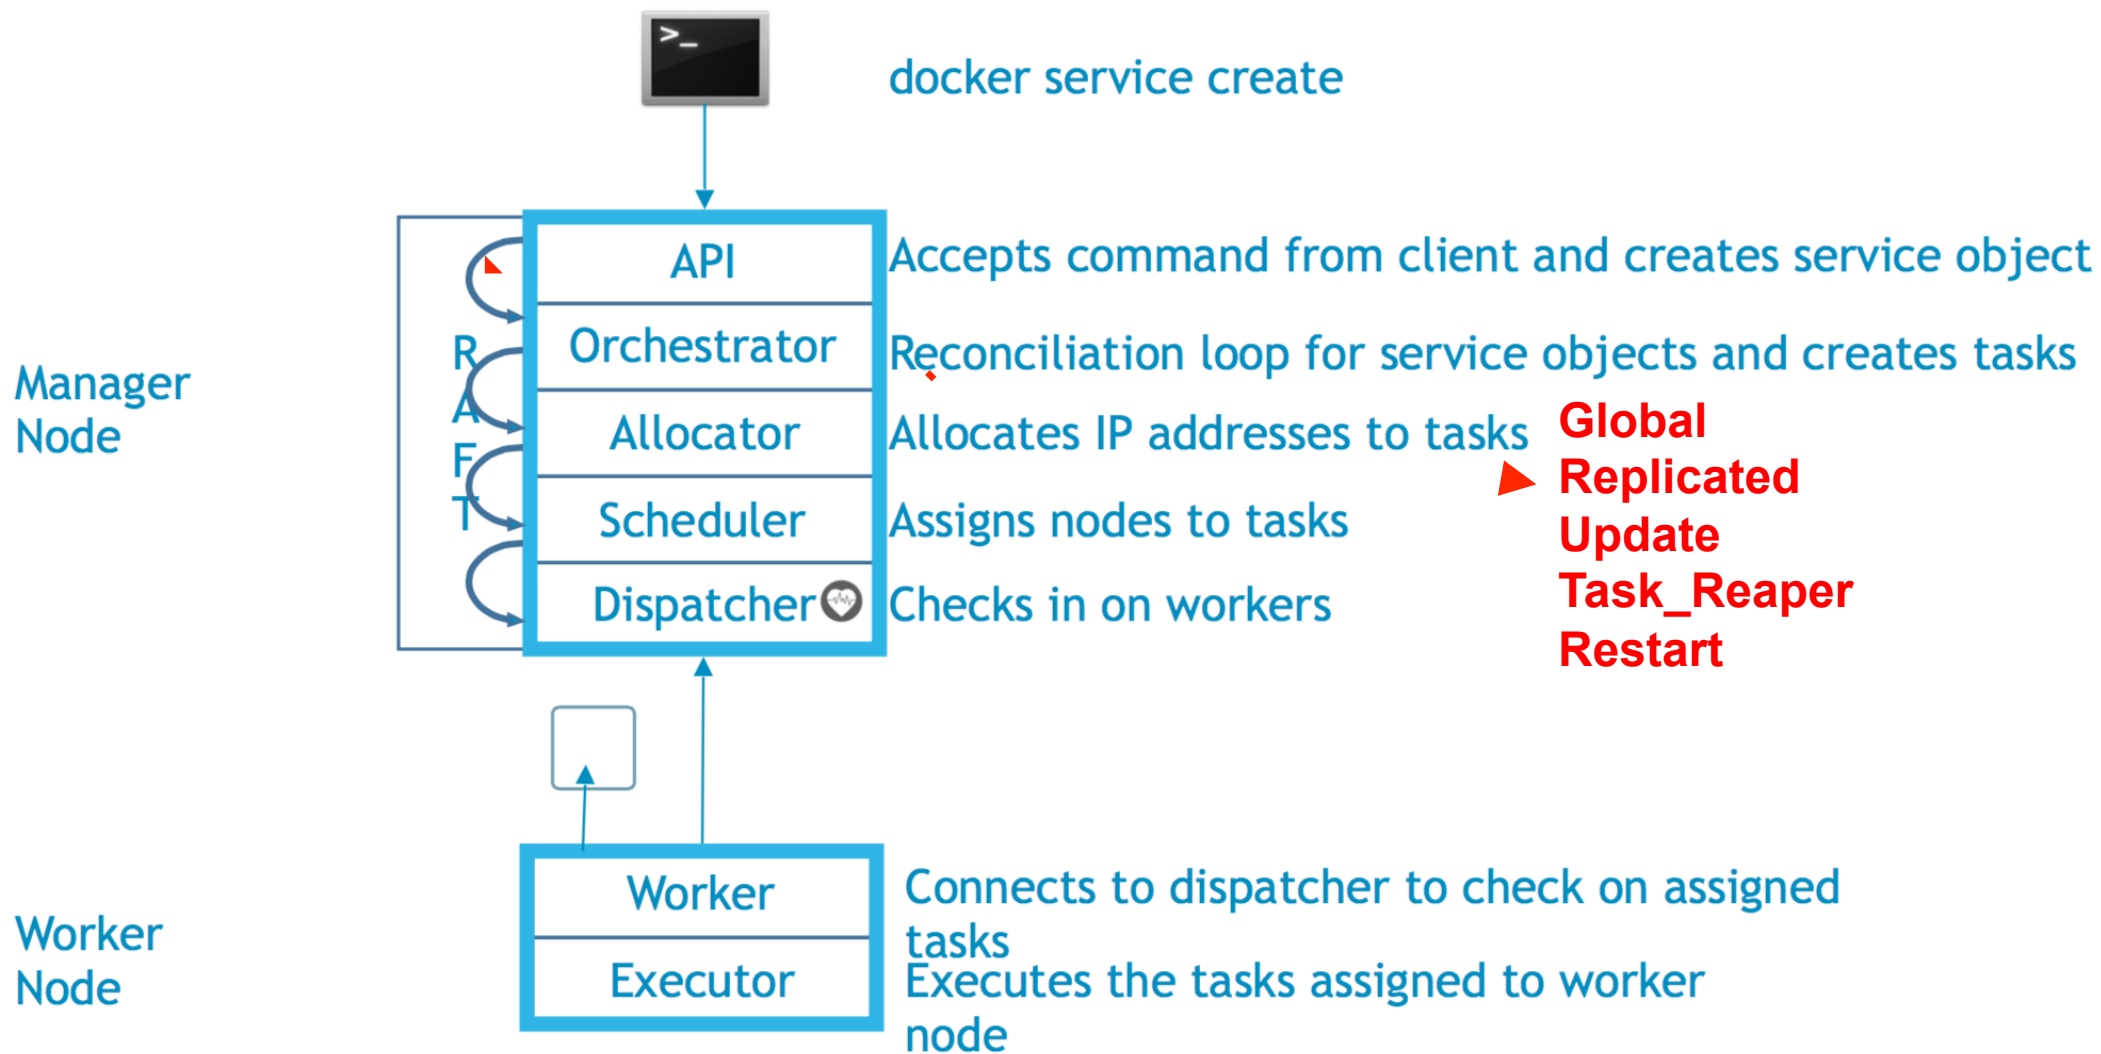 >_
docker service create
API
Accepts command from client and creates service object
Orchestrator
Reconciliation loop for service objects and creates tasks
Allocator
Allocates IP addresses to tasks
Scheduler
Assigns nodes to tasks
Dispatcher
Checks in on workers
R
A
F
T
Manager
Node
Global
Replicated
Update
Task_Reaper
Restart
Worker
Connects to dispatcher to check on assigned
tasks
Executor
Executes the tasks assigned to worker
node
Worker
Node